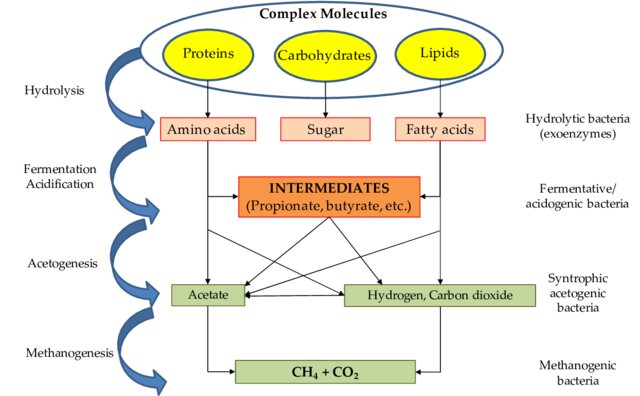 Complex Molecules
Proteins
Carbohydrates
Lipids
Hydrolysis
Amino acids
Sugar
Fatty acids
Hydrolytic bacteria
(exoenzymes)
Fermentation
Acidification
INTERMEDIATES
(Propionate, butyrate, etc.)
Fermentative/
acidogenic bacteria
Acetogenesis
Acetate
Hydrogen, Carbon dioxide
Syntrophic
acetogenic
bacteria
Methanogenesis
CH₄ + CO₂
Methanogenic
bacteria